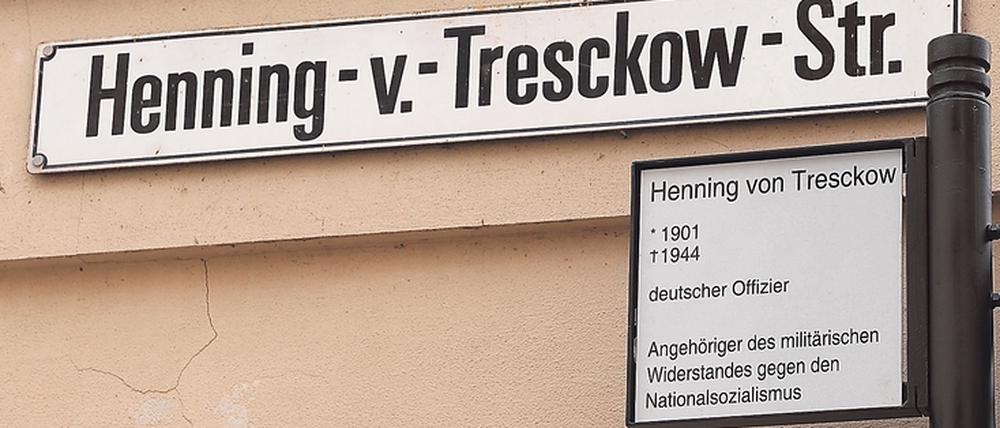 Henning-v.-Tresckow-Str.
Henning von Tresckow
* 1901
†1944
deutscher Offizier
Angehöriger des militärischen
Widerstandes gegen den
Nationalsozialismus